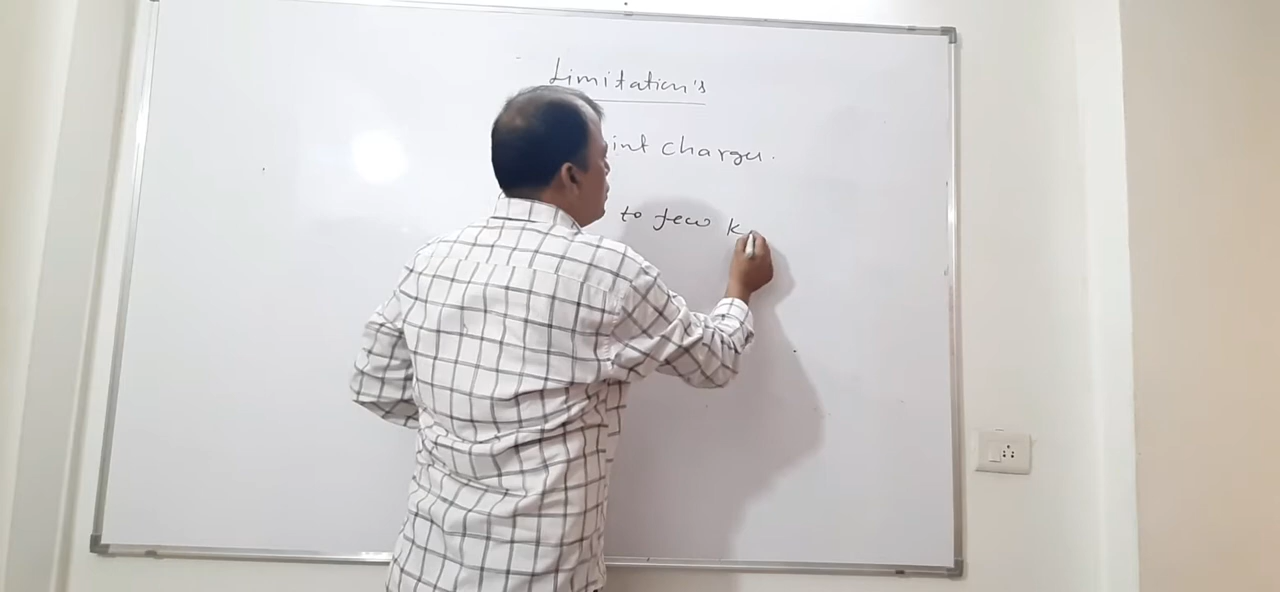 Limitation's
int charges.
to few k